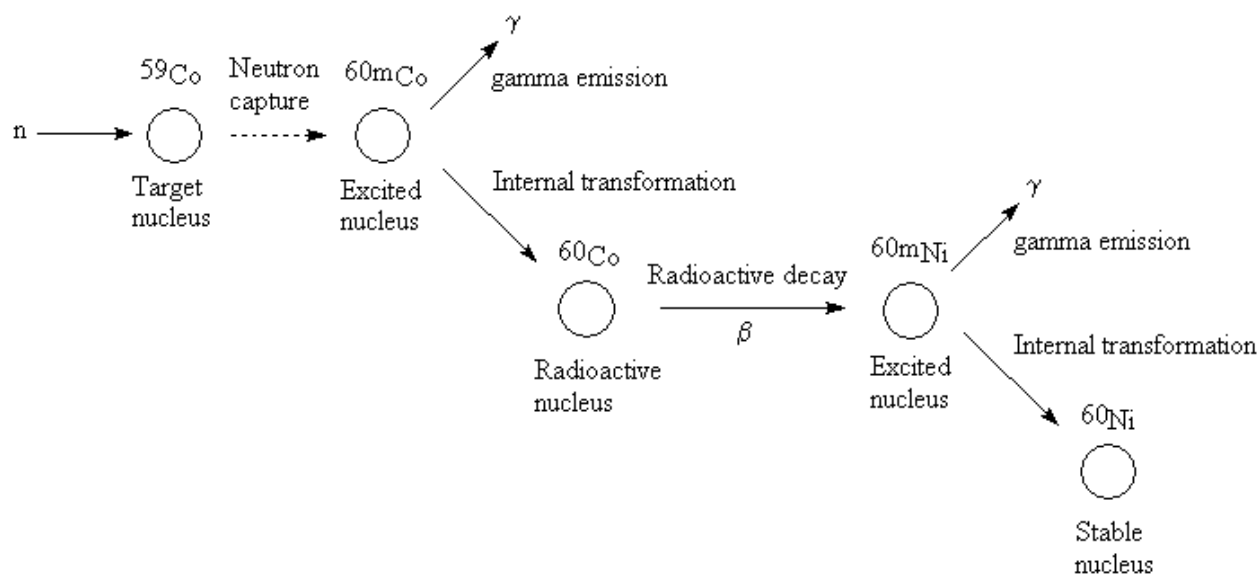 γ
59Co
Neutron
capture
60mCo
gamma emission
n
Target
nucleus
Excited
nucleus
Internal transformation
γ
60Co
Radioactive decay
60mNi
gamma emission
β
Radioactive
nucleus
Excited
nucleus
Internal transformation
60Ni
Stable
nucleus